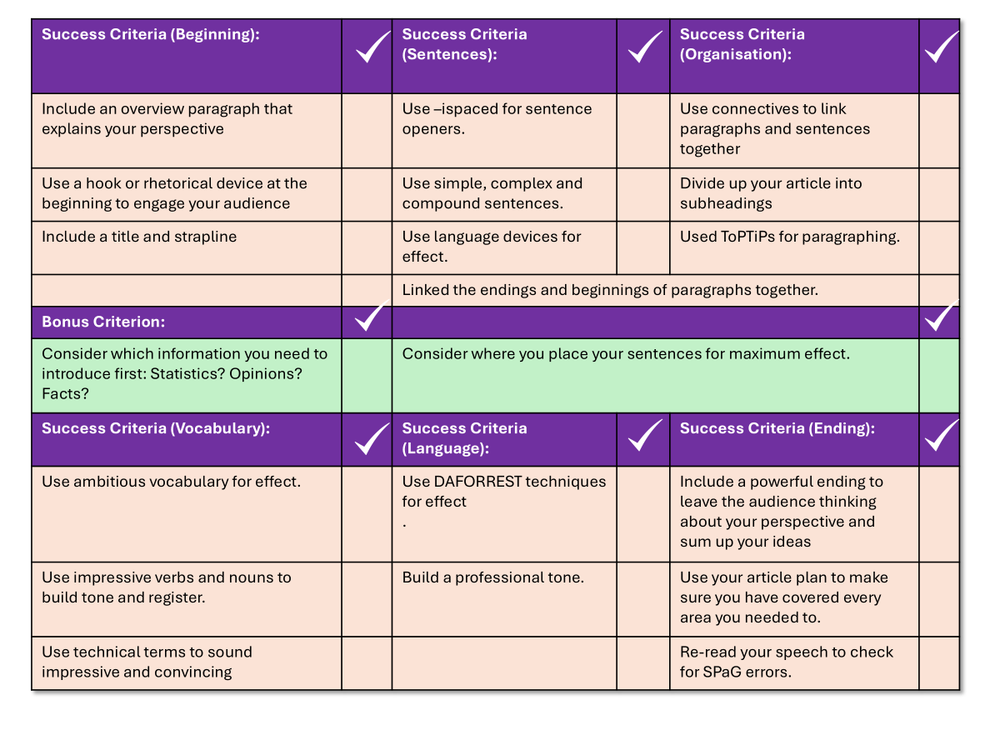 Success Criteria (Beginning):
Success Criteria
(Sentences):
Success Criteria
(Organisation):
Include an overview paragraph that
explains your perspective
Use –ispaced for sentence
openers.
Use connectives to link
paragraphs and sentences
together
Use a hook or rhetorical device at the
beginning to engage your audience
Use simple, complex and
compound sentences.
Divide up your article into
subheadings
Include a title and strapline
Use language devices for
effect.
Used ToPTiPs for paragraphing.
Linked the endings and beginnings of paragraphs together.
Bonus Criterion:
Consider which information you need to
introduce first: Statistics? Opinions?
Facts?
Consider where you place your sentences for maximum effect.
Success Criteria (Vocabulary):
Success Criteria
(Language):
Success Criteria (Ending):
Use ambitious vocabulary for effect.
Use DAFORREST techniques
for effect
.
Include a powerful ending to
leave the audience thinking
about your perspective and
sum up your ideas
Use impressive verbs and nouns to
build tone and register.
Build a professional tone.
Use your article plan to make
sure you have covered every
area you needed to.
Use technical terms to sound
impressive and convincing
Re-read your speech to check
for SPaG errors.